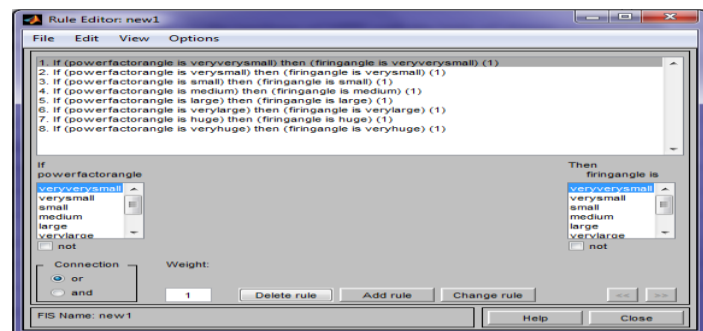 Rule Editor: new1
File Edit View Options
1. If (powerfactorangle is veryverysmall) then (firingangle is veryverysmall) (1)
2. If (powerfactorangle is verysmall) then (firingangle is verysmall) (1)
3. If (powerfactorangle is small) then (firingangle is small) (1)
4. If (powerfactorangle is medium) then (firingangle is medium) (1)
5. If (powerfactorangle is large) then (firingangle is large) (1)
6. If (powerfactorangle is verylarge) then (firingangle is verylarge) (1)
7. If (powerfactorangle is huge) then (firingangle is huge) (1)
8. If (powerfactorangle is veryhuge) then (firingangle is veryhuge) (1)
If
powerfactorangle
veryverysmall
verysmall
small
medium
large
verylarge
not
Then
firingangle is
veryverysmall
verysmall
small
medium
large
verylarge
not
Connection
or
and
Weight:
1
Delete rule
Add rule
Change rule
<<
>>
FIS Name: new1
Help
Close